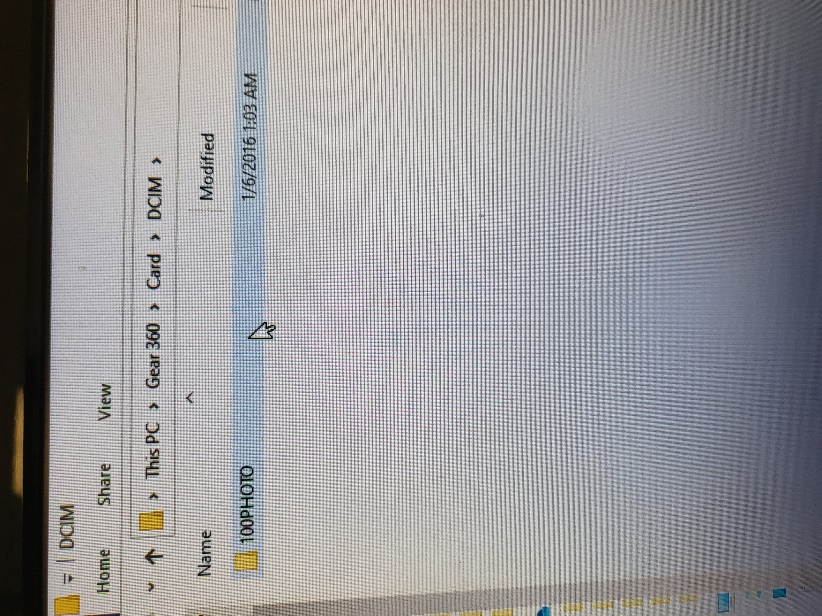 DCIM
Home Share View
This PC > Gear 360 > Card > DCIM >
Name Modified
100PHOTO 1/6/2016 1:03 AM